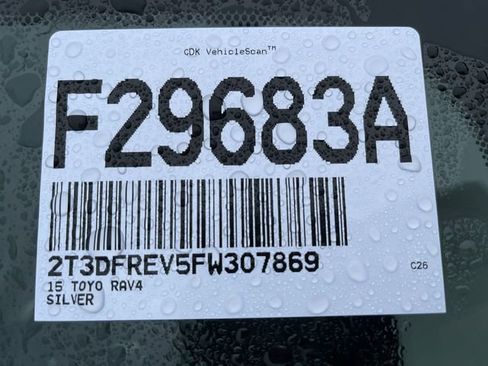 CDK VehicleScan™
F29683A
2T3DFREV5FW307869
15 TOYO RAV4
C26
SILVER